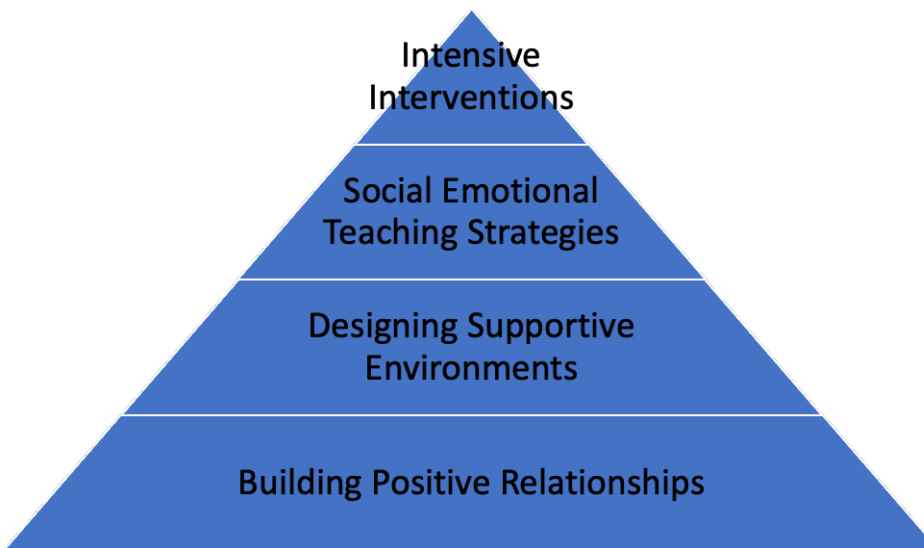 Intensive
Interventions
Social Emotional
Teaching Strategies
Designing Supportive
Environments
Building Positive Relationships